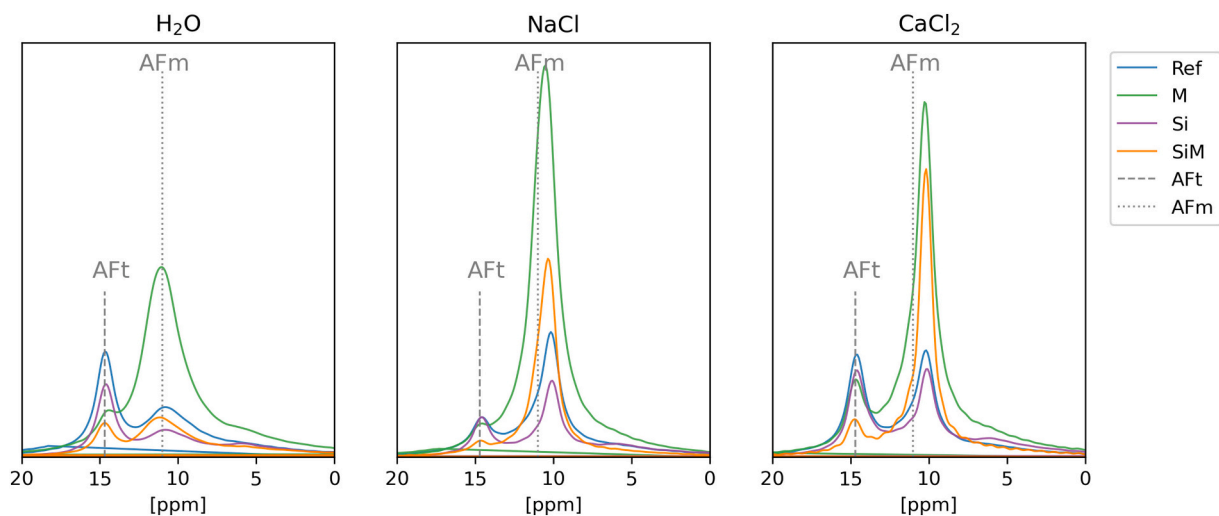 H₂O
AFm
AFt
20 15 10 5 0
[ppm]
NaCl
AFm
AFt
20 15 10 5 0
[ppm]
CaCl₂
AFm
AFt
20 15 10 5 0
[ppm]
Ref
M
Si
SiM
AFt
AFm